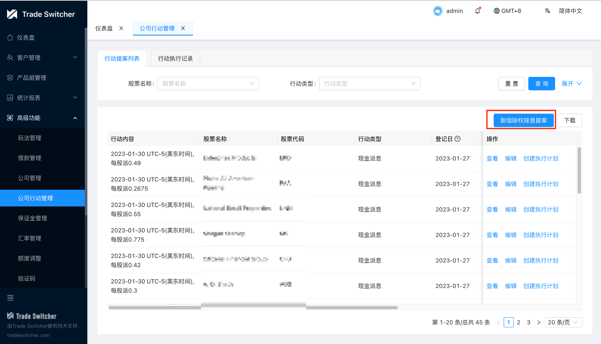 Trade Switcher
admin
GMT+8
简体中文
仪表盘
客户管理
产品组管理
统计报表
高级功能
玩法管理
借款管理
公司管理
公司行动管理
保证金管理
汇率管理
额度调整
验证码
Trade Switcher
由Trade Switcher提供技术支持
tradeswitcher.com
仪表盘 ×
公司行动管理 ×
行动提案列表 行动执行记录
股票名称: 股票名称 行动类型: 行动类型 重 置 查 询 展开
新增除权除息提案 下载
行动内容 股票名称 股票代码 行动类型 登记日 操作
2023-01-30 UTC-5(美东时间),
每股派0.49 现金派息 2023-01-27 查看 编辑 创建执行计划
2023-01-30 UTC-5(美东时间),
每股派0.2675 现金派息 2023-01-27 查看 编辑 创建执行计划
2023-01-30 UTC-5(美东时间),
每股派0.55 现金派息 2023-01-27 查看 编辑 创建执行计划
2023-01-30 UTC-5(美东时间),
每股派0.775 现金派息 2023-01-27 查看 编辑 创建执行计划
2023-01-30 UTC-5(美东时间),
每股派0.42 现金派息 2023-01-27 查看 编辑 创建执行计划
2023-01-30 UTC-5(美东时间),
每股派0.3 现金派息 2023-01-27 查看 编辑 创建执行计划
第 1-20 条/总共 45 条 < 1 2 3 > 20 条/页